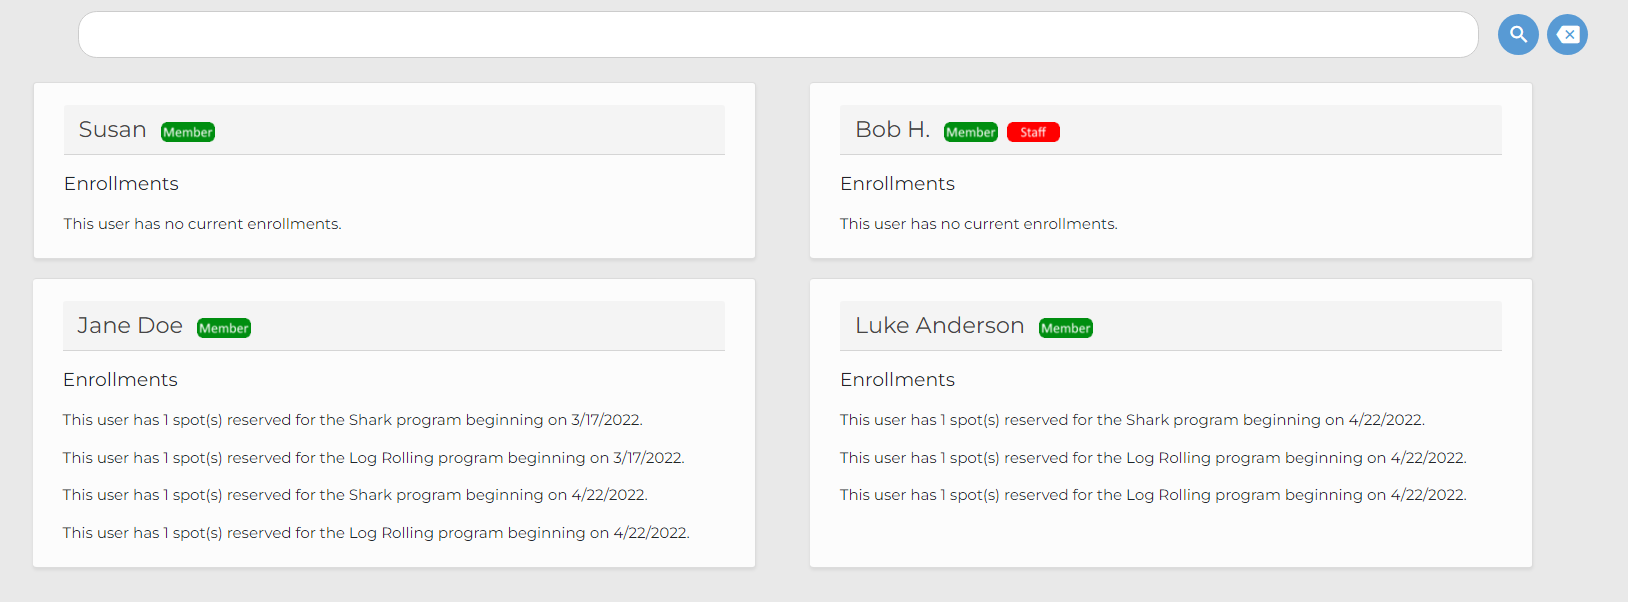 Susan Member
Enrollments
This user has no current enrollments.
Bob H. Member Staff
Enrollments
This user has no current enrollments.
Jane Doe Member
Enrollments
This user has 1 spot(s) reserved for the Shark program beginning on 3/17/2022.
This user has 1 spot(s) reserved for the Log Rolling program beginning on 3/17/2022.
This user has 1 spot(s) reserved for the Shark program beginning on 4/22/2022.
This user has 1 spot(s) reserved for the Log Rolling program beginning on 4/22/2022.
Luke Anderson Member
Enrollments
This user has 1 spot(s) reserved for the Shark program beginning on 4/22/2022.
This user has 1 spot(s) reserved for the Log Rolling program beginning on 4/22/2022.
This user has 1 spot(s) reserved for the Log Rolling program beginning on 4/22/2022.